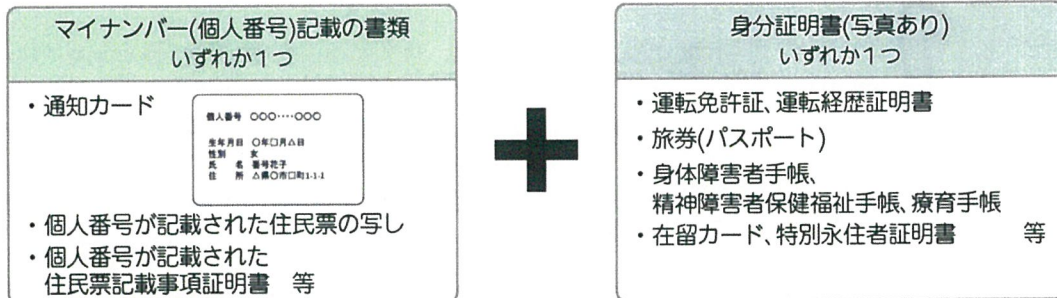 マイナンバー(個人番号)記載の書類
いずれか1つ
・通知カード
個人番号 〇〇〇・・・・〇〇〇
生年月日 〇年□月△日
性別 女
氏 名 番号花子
住 所 △県〇市□町1-1-1
・個人番号が記載された住民票の写し
・個人番号が記載された
住民票記載事項証明書 等
+
身分証明書(写真あり)
いずれか1つ
・運転免許証、運転経歴証明書
・旅券(パスポート)
・身体障害者手帳、
精神障害者保健福祉手帳、療育手帳
・在留カード、特別永住者証明書 等